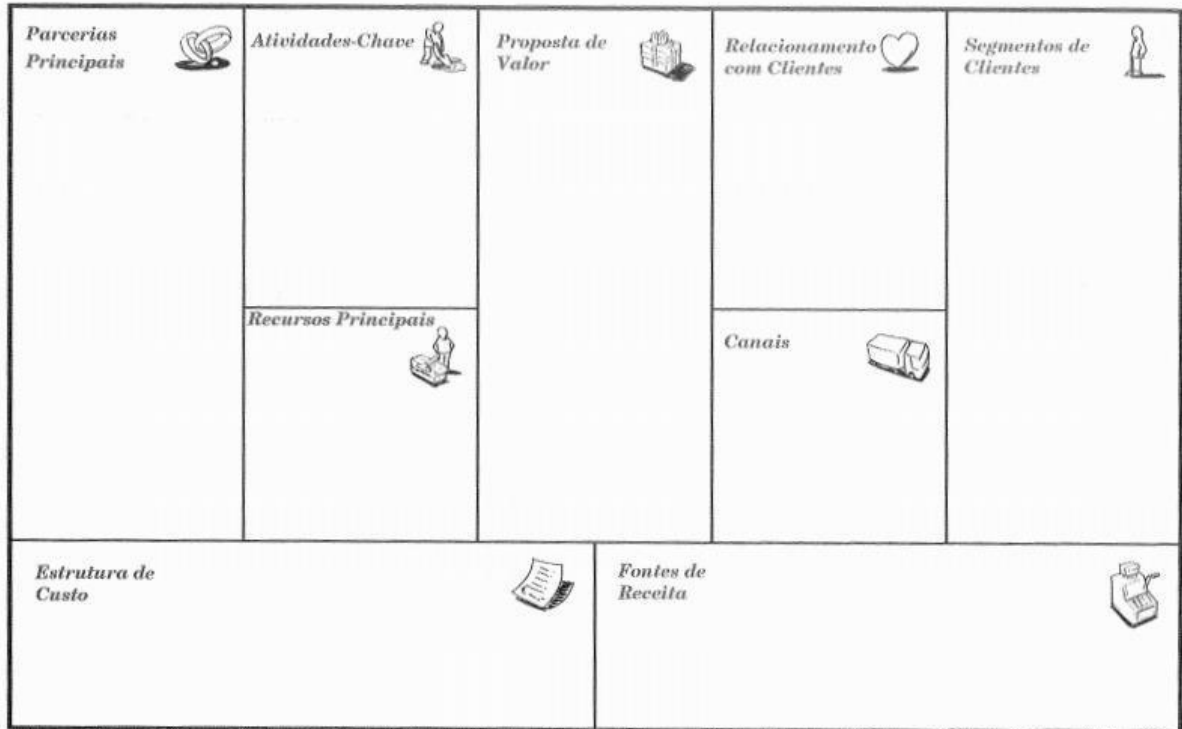 Parcerias
Principais
Atividades-Chave
Proposta de
Valor
Relacionamento
com Clientes
Segmentos de
Clientes
Recursos Principais
Canais
Estrutura de
Custo
Fontes de
Receita